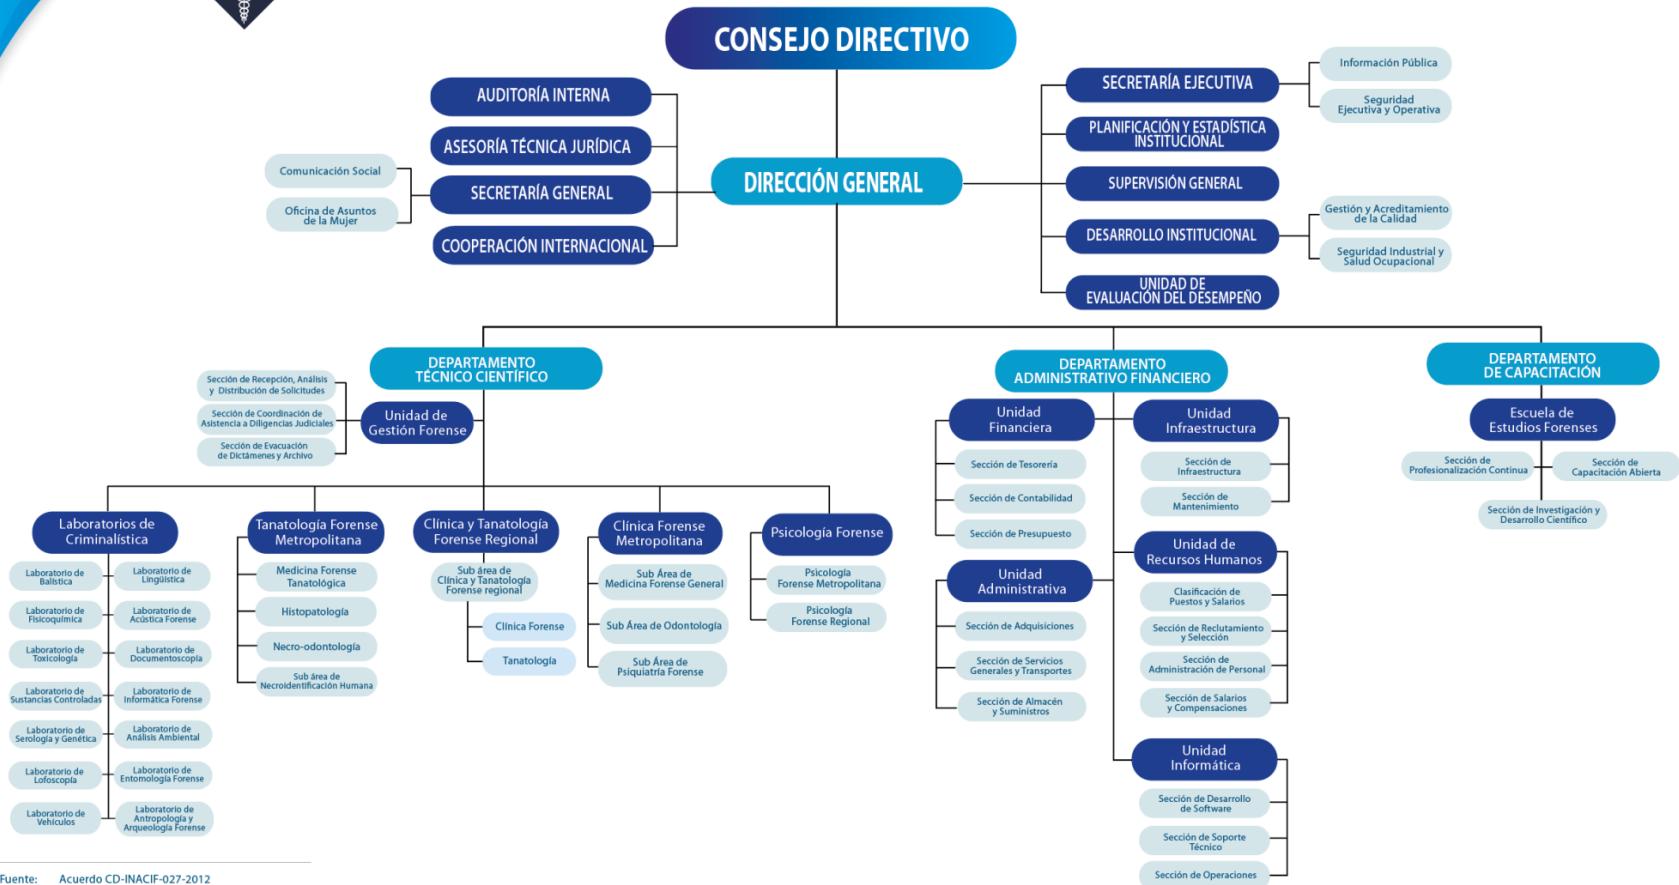 CONSEJO DIRECTIVO
AUDITORÍA INTERNA
ASESORÍA TÉCNICA JURÍDICA
SECRETARÍA GENERAL
COOPERACIÓN INTERNACIONAL
Comunicación Social
Oficina de Asuntos
de la Mujer
DIRECCIÓN GENERAL
SECRETARÍA EJECUTIVA
PLANIFICACIÓN Y ESTADÍSTICA
INSTITUCIONAL
SUPERVISIÓN GENERAL
DESARROLLO INSTITUCIONAL
UNIDAD DE
EVALUACIÓN DEL DESEMPEÑO
Información Pública
Seguridad
Ejecutiva y Operativa
Gestión y Acreditamiento
de la Calidad
Seguridad Industrial y
Salud Ocupacional
DEPARTAMENTO
TÉCNICO CIENTÍFICO
Unidad de
Gestión Forense
Sección de Recepción, Análisis
y Distribución de Solicitudes
Sección de Coordinación de
Asistencia a Diligencias Judiciales
Sección de Evacuación
de Dictámenes y Archivo
Laboratorios de
Criminalística
Laboratorio de
Balística
Laboratorio de
Lingüística
Laboratorio de
Fisicoquímica
Laboratorio de
Acústica Forense
Laboratorio de
Toxicología
Laboratorio de
Documentoscopía
Laboratorio de
Sustancias Controladas
Laboratorio de
Informática Forense
Laboratorio de
Serología y Genética
Laboratorio de
Análisis Ambiental
Laboratorio de
Lofoscopía
Laboratorio de
Entomología Forense
Laboratorio de
Vehículos
Laboratorio de
Antropología y
Arqueología Forense
Tanatología Forense
Metropolitana
Medicina Forense
Tanatológica
Histopatología
Necro-odontología
Sub área de
Necroidentificación Humana
Clínica y Tanatología
Forense Regional
Sub área de
Clínica y Tanatología
Forense regional
Clínica Forense
Tanatología
Clínica Forense
Metropolitana
Sub Área de
Medicina Forense General
Sub Área de Odontología
Sub Área de
Psiquiatría Forense
Psicología Forense
Psicología
Forense Metropolitana
Psicología
Forense Regional
DEPARTAMENTO
ADMINISTRATIVO FINANCIERO
Unidad
Financiera
Sección de Tesorería
Sección de Contabilidad
Sección de Presupuesto
Unidad
Administrativa
Sección de Adquisiciones
Sección de Servicios
Generales y Transportes
Sección de Almacén
y Suministros
Unidad
Infraestructura
Sección de
Infraestructura
Sección de
Mantenimiento
Unidad de
Recursos Humanos
Clasificación de
Puestos y Salarios
Sección de Reclutamiento
y Selección
Sección de
Administración de Personal
Sección de Salarios
y Compensaciones
Unidad
Informática
Sección de Desarrollo
de Software
Sección de Soporte
Técnico
Sección de Operaciones
DEPARTAMENTO
DE CAPACITACIÓN
Escuela de
Estudios Forenses
Sección de
Profesionalización Continua
Sección de
Capacitación Abierta
Sección de Investigación y
Desarrollo Científico
Fuente: Acuerdo CD-INACIF-027-2012